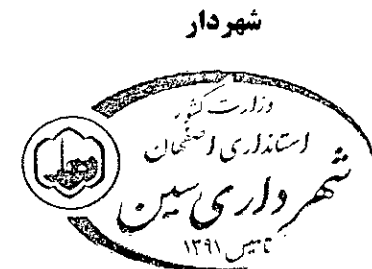 شهردار
وزارت کشور
استانداری اصفهان
شهرداری سین
تاسیس ۱۳۹۱